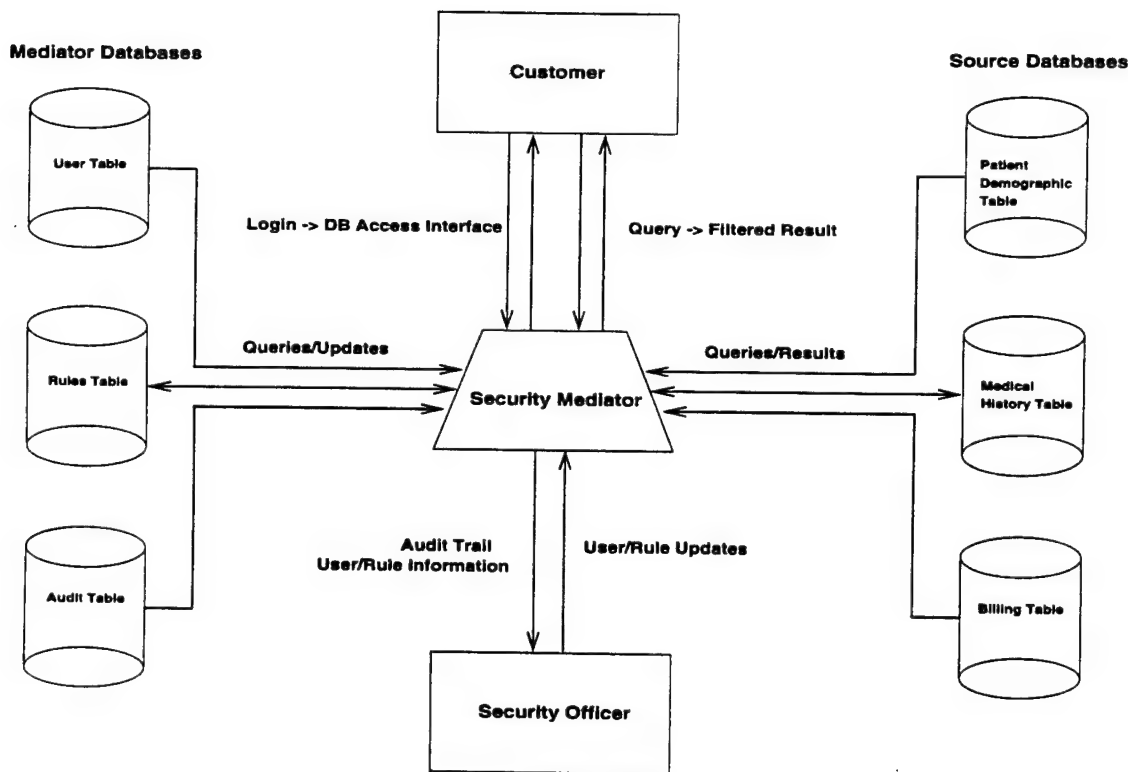 Mediator Databases
Customer
Source Databases
User Table
Patient
Demographic
Table
Login -> DB Access Interface
Query -> Filtered Result
Queries/Updates
Queries/Results
Rules Table
Security Mediator
Medical
History Table
Audit Trail
User/Rule Information
User/Rule Updates
Audit Table
Billing Table
Security Officer